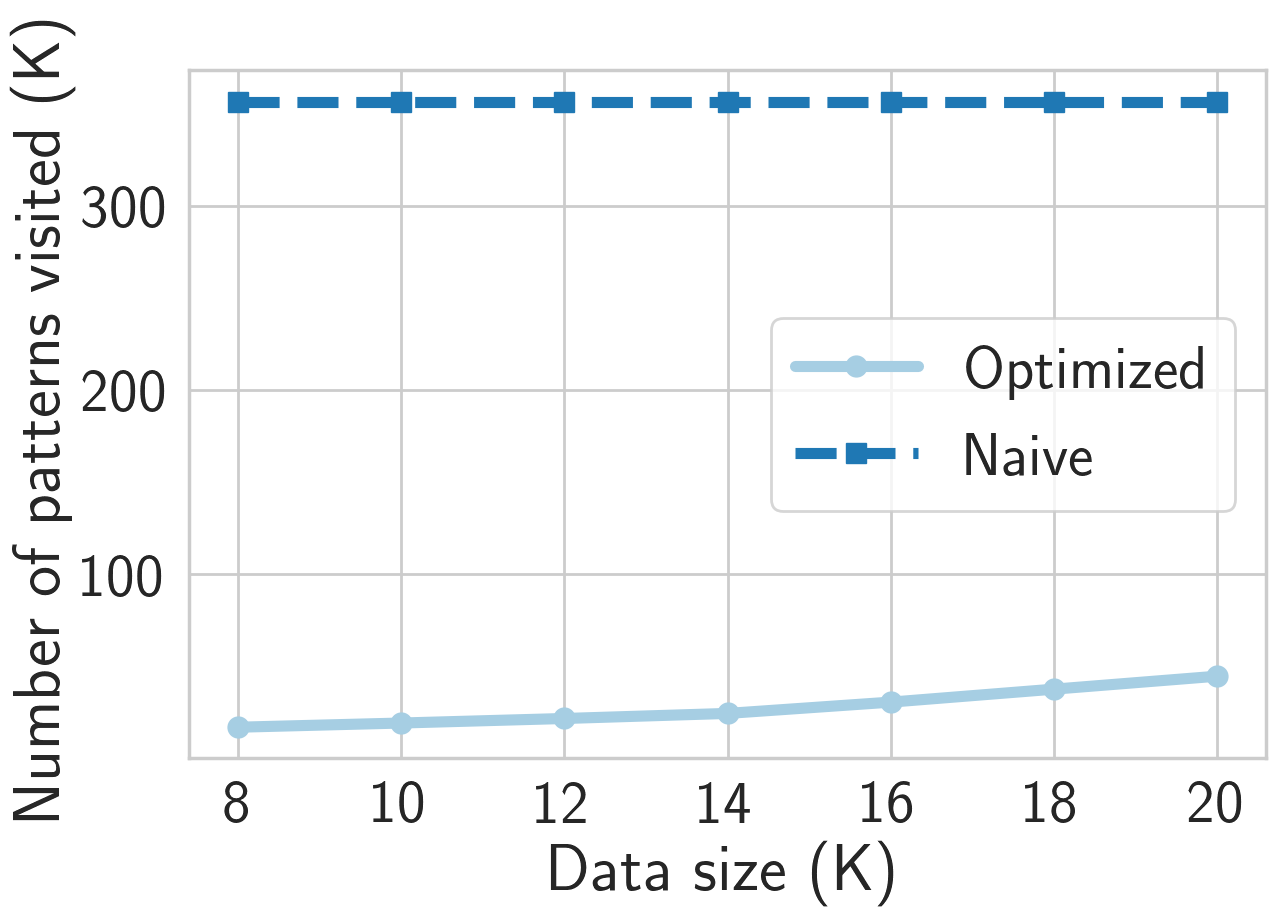 Number of patterns visited (K)
300
200
100
Optimized
Naive
8 10 12 14 16 18 20
Data size (K)